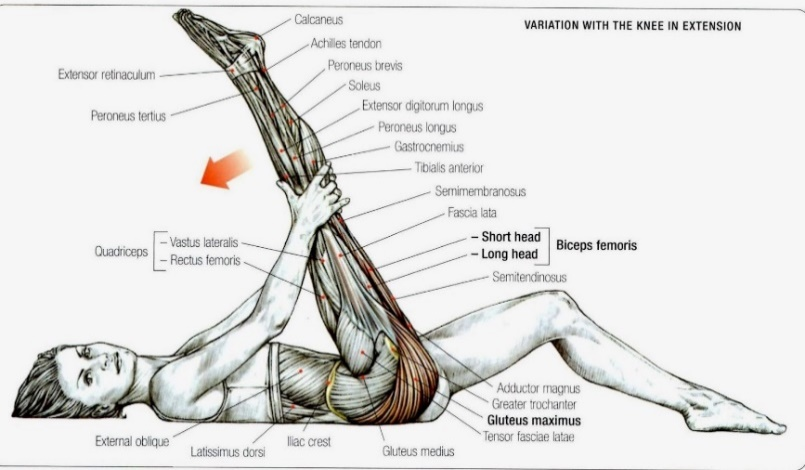 VARIATION WITH THE KNEE IN EXTENSION
Calcaneus
Achilles tendon
Peroneus brevis
Soleus
Extensor digitorum longus
Peroneus longus
Gastrocnemius
Tibialis anterior
Semimembranosus
Fascia lata
– Short head
– Long head
Biceps femoris
Semitendinosus
Extensor retinaculum
Peroneus tertius
Quadriceps
– Vastus lateralis
– Rectus femoris
Adductor magnus
Greater trochanter
Gluteus maximus
Tensor fasciae latae
External oblique
Latissimus dorsi
Iliac crest
Gluteus medius